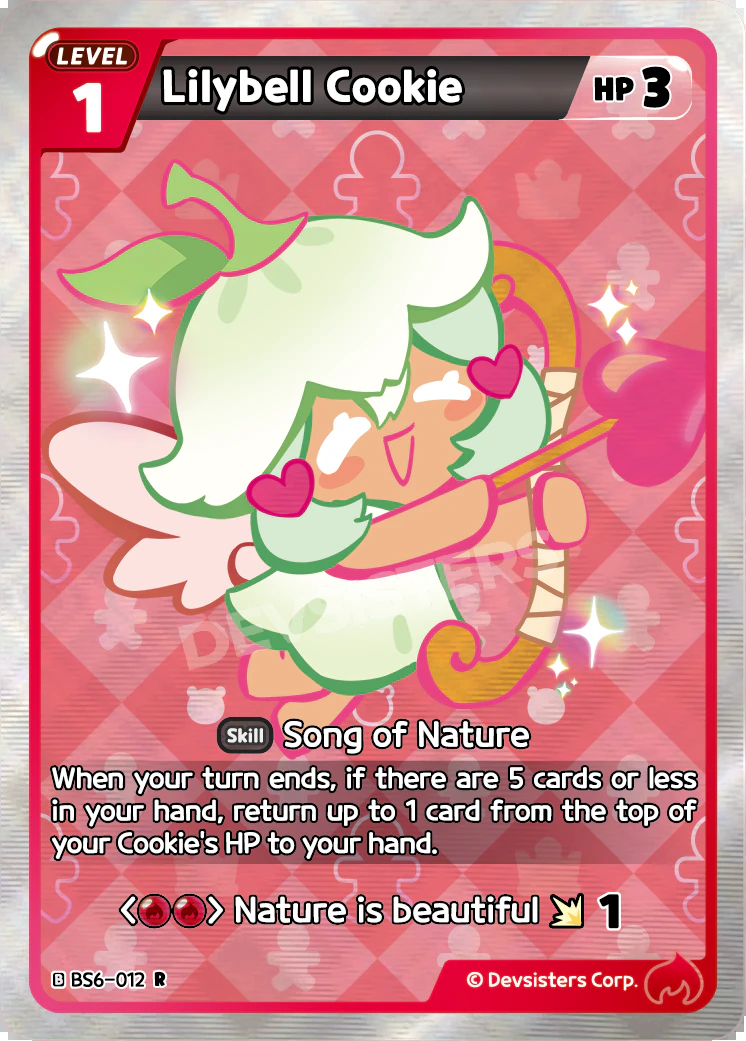 LEVEL
1
Lilybell Cookie
HP 3
DEVSISTERS
Skill Song of Nature
When your turn ends, if there are 5 cards or less
in your hand, return up to 1 card from the top of
your Cookie's HP to your hand.
< > Nature is beautiful 1
B BS6-012 R
© Devsisters Corp.